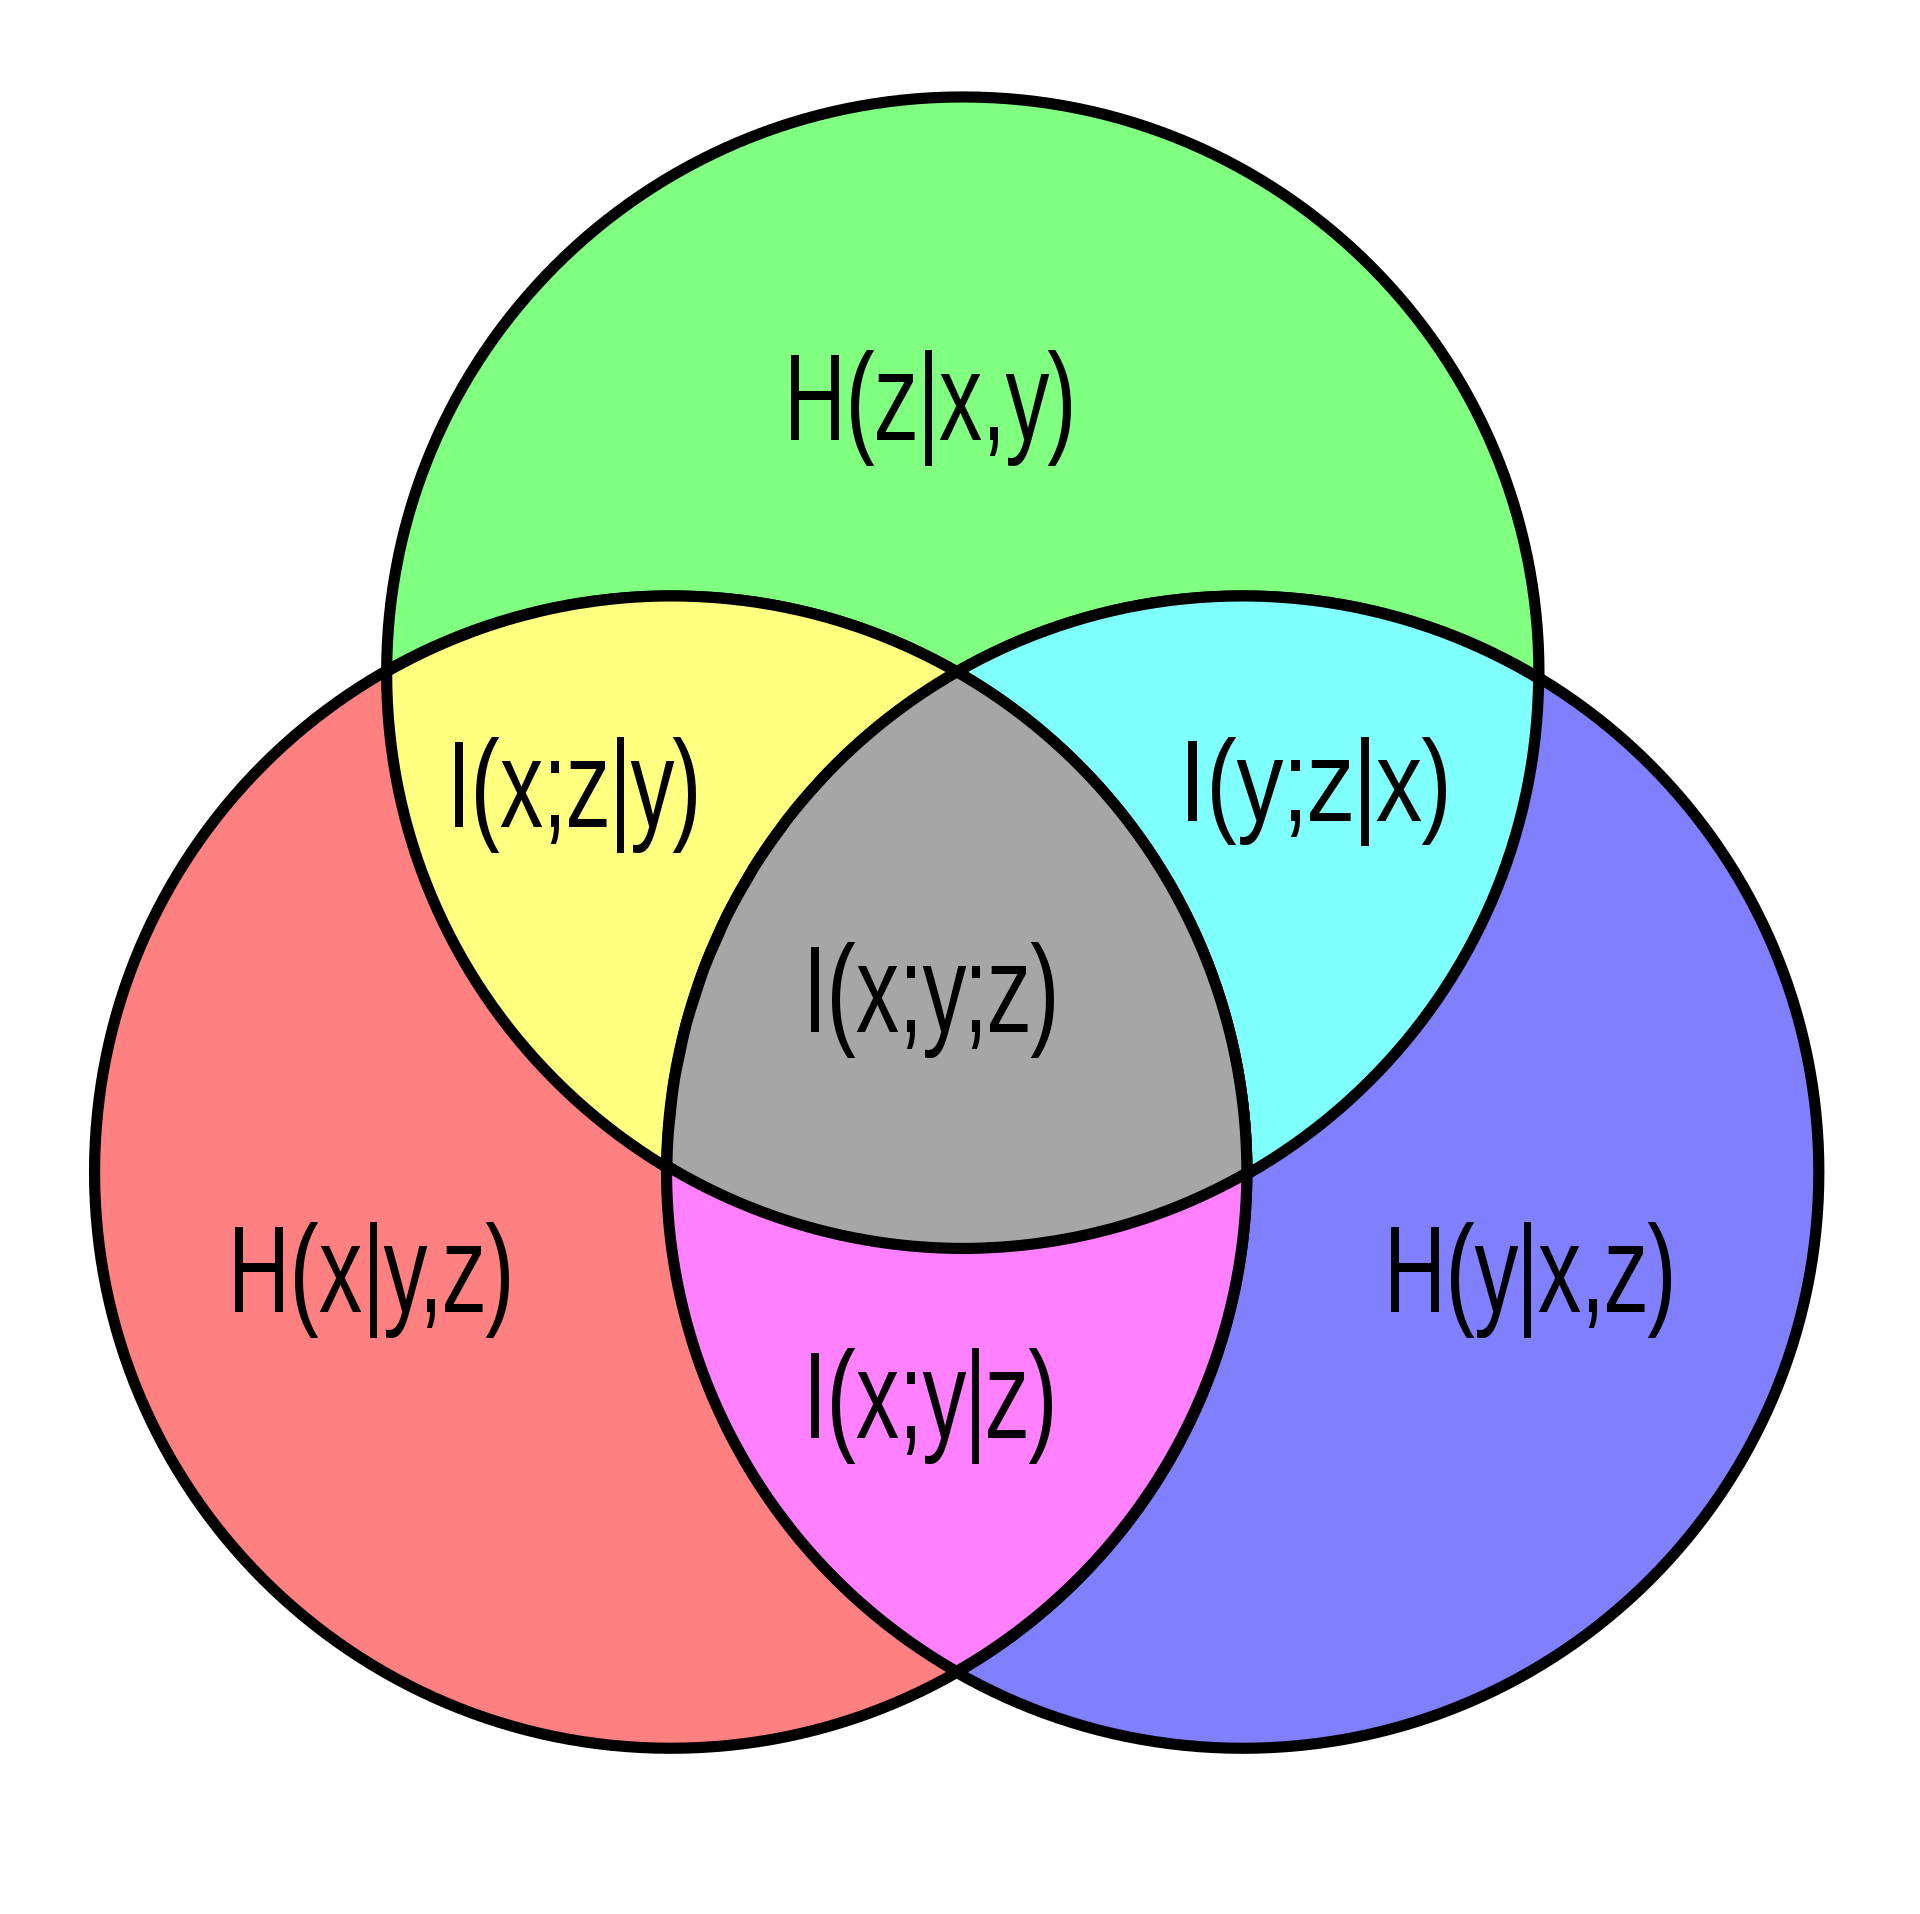 H(z|x,y)
I(x;z|y)
I(y;z|x)
I(x;y;z)
H(x|y,z)
H(y|x,z)
I(x;y|z)